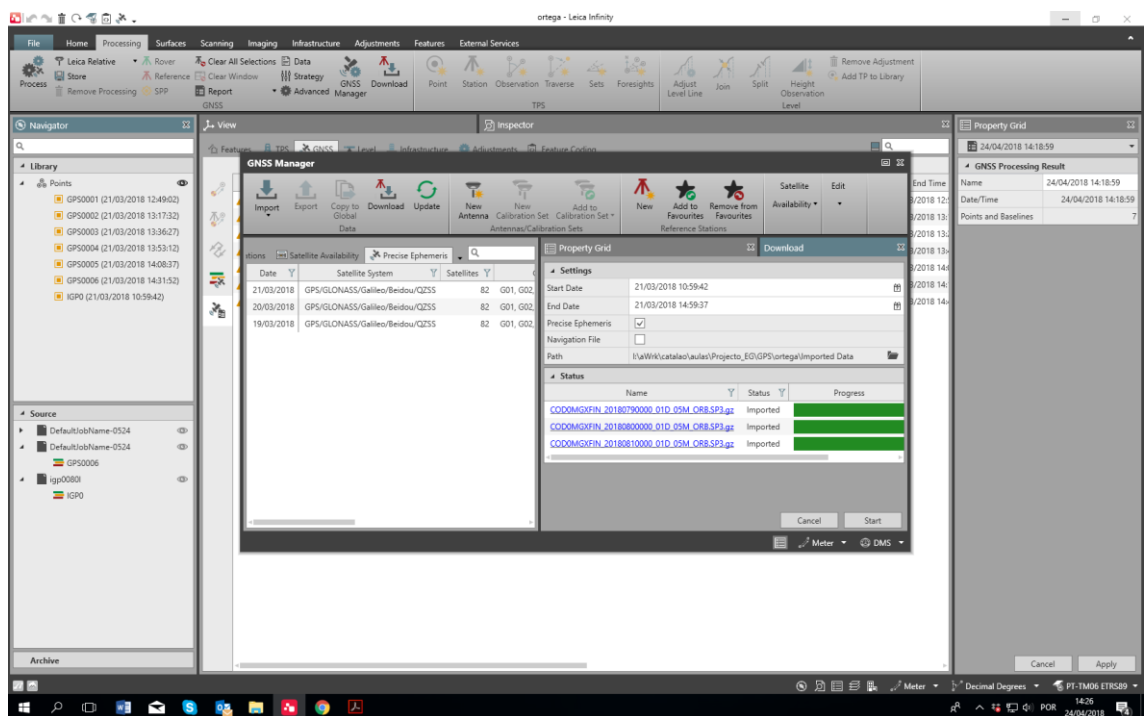 ortega - Leica Infinity
File Home Processing Surfaces Scanning Imaging Infrastructure Adjustments Features External Services
Process
Leica Relative Rover
Store Reference
Remove Processing SPP
Clear All Selections Data
Clear Window Strategy
Report Advanced
GNSS Manager
Download
GNSS
Point Station Observation Traverse Sets Foresights
TPS
Adjust Level Line
Join Split
Height Observation
Remove Adjustment
Add TP to Library
Level
Navigator
Library
Points
GPS0001 (21/03/2018 12:49:02)
GPS0002 (21/03/2018 13:17:32)
GPS0003 (21/03/2018 13:36:27)
GPS0004 (21/03/2018 13:53:12)
GPS0005 (21/03/2018 14:08:37)
GPS0006 (21/03/2018 14:31:52)
IGP0 (21/03/2018 10:59:42)
Source
DefaultJobName-0524
DefaultJobName-0524
GPS0006
igp0080l
IGP0
Archive
View
Inspector
Features TPS GNSS Level Infrastructure Adjustments Feature Coding
End Time
GNSS Manager
Import Export Copy to Global Download Update
Data
New Antenna New Calibration Set Add to Calibration Set
Antennas/Calibration Sets
New Add to Favourites Remove from Favourites
Reference Stations
Satellite Availability
Edit
tions Satellite Availability Precise Ephemeris
Date Satellite System Satellites
21/03/2018 GPS/GLONASS/Galileo/Beidou/QZSS 82 G01, G02,
20/03/2018 GPS/GLONASS/Galileo/Beidou/QZSS 82 G01, G02,
19/03/2018 GPS/GLONASS/Galileo/Beidou/QZSS 82 G01, G02,
Property Grid
Download
Settings
Start Date 21/03/2018 10:59:42
End Date 21/03/2018 14:59:37
Precise Ephemeris
Navigation File
Path I:\aWrk\catalao\aulas\Projecto_EG\GPS\ortega\Imported Data
Status
Name Status Progress
COD0MGXFIN_20180790000_01D_05M_ORB.SP3.gz Imported
COD0MGXFIN_20180800000_01D_05M_ORB.SP3.gz Imported
COD0MGXFIN_20180810000_01D_05M_ORB.SP3.gz Imported
Cancel Start
Meter DMS
Property Grid
24/04/2018 14:18:59
GNSS Processing Result
Name 24/04/2018 14:18:59
Date/Time 24/04/2018 14:18:59
Points and Baselines 7
Cancel Apply
Meter Decimal Degrees PT-TM06 ETRS89
POR
14:26
24/04/2018